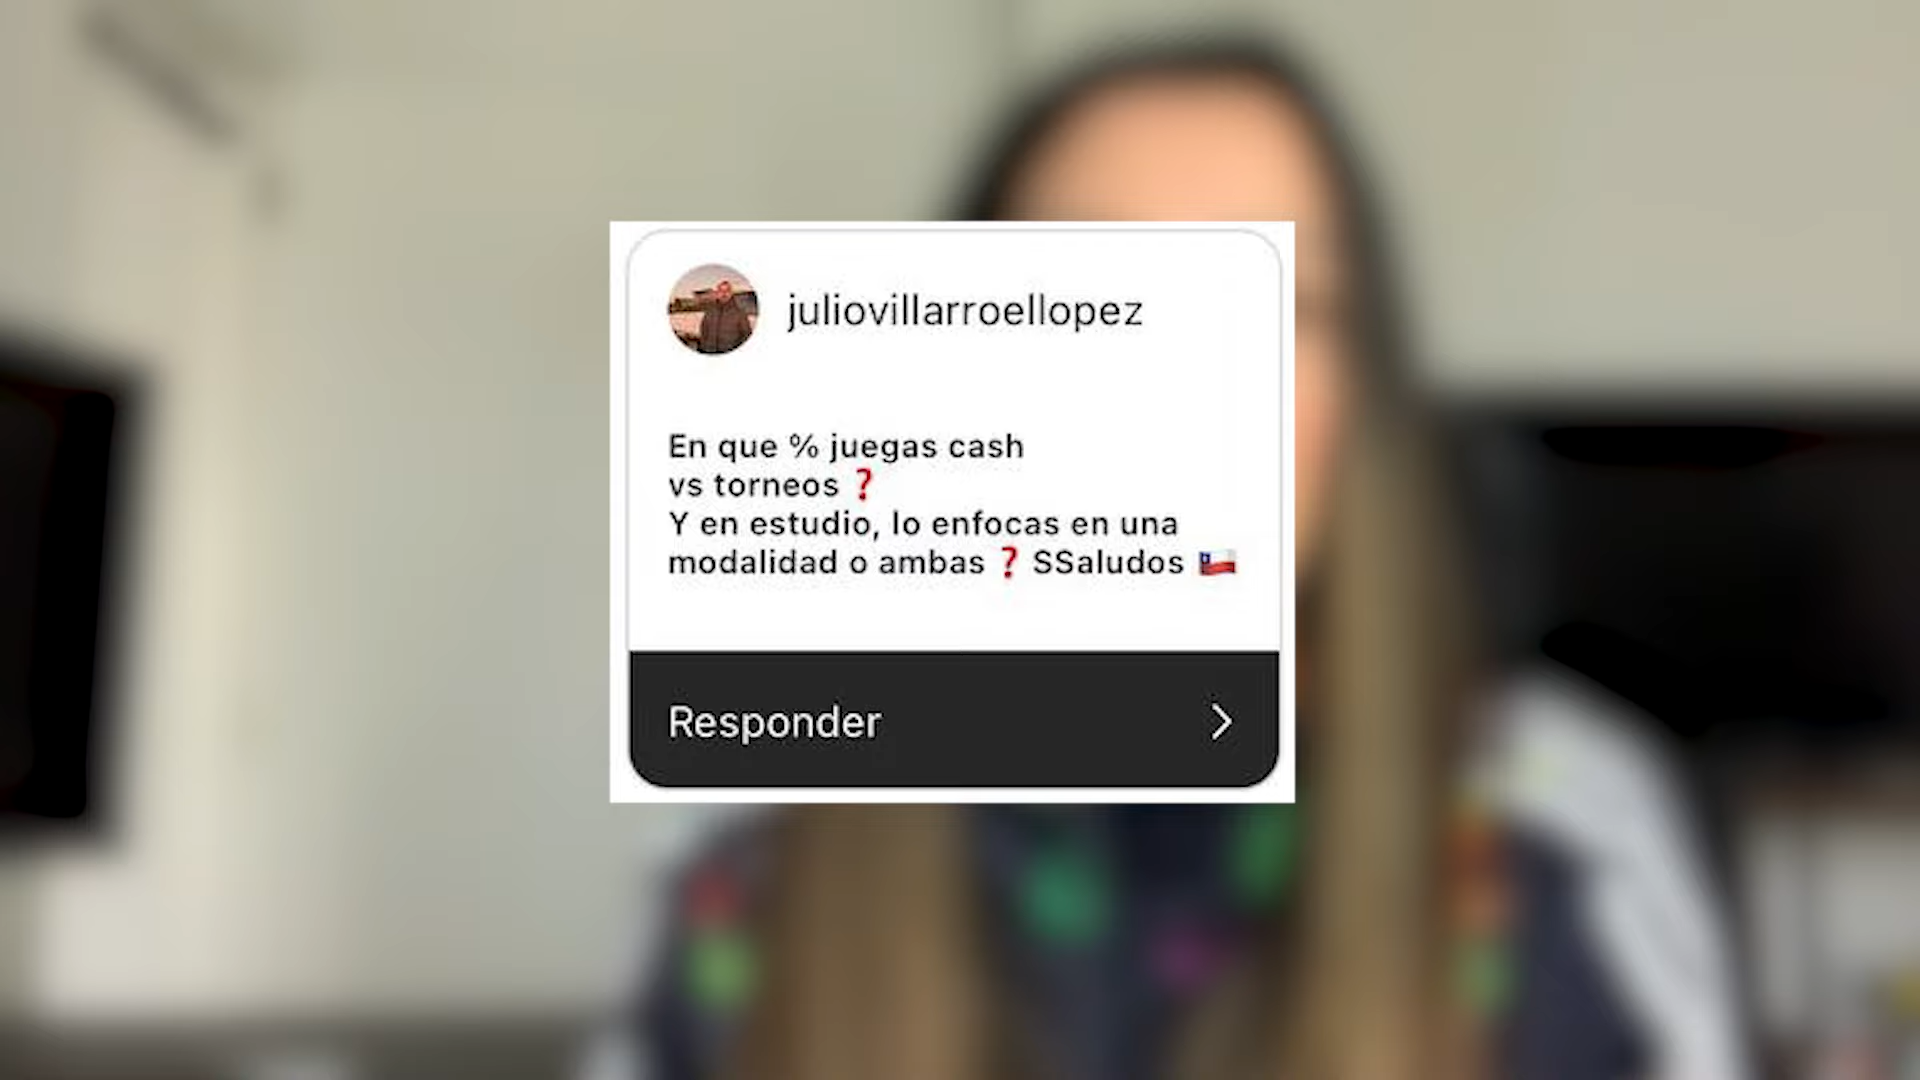 juliovillarroellopez
En que % juegas cash
vs torneos ❓
Y en estudio, lo enfocas en una
modalidad o ambas ❓ SSaludos 🇨🇱
Responder